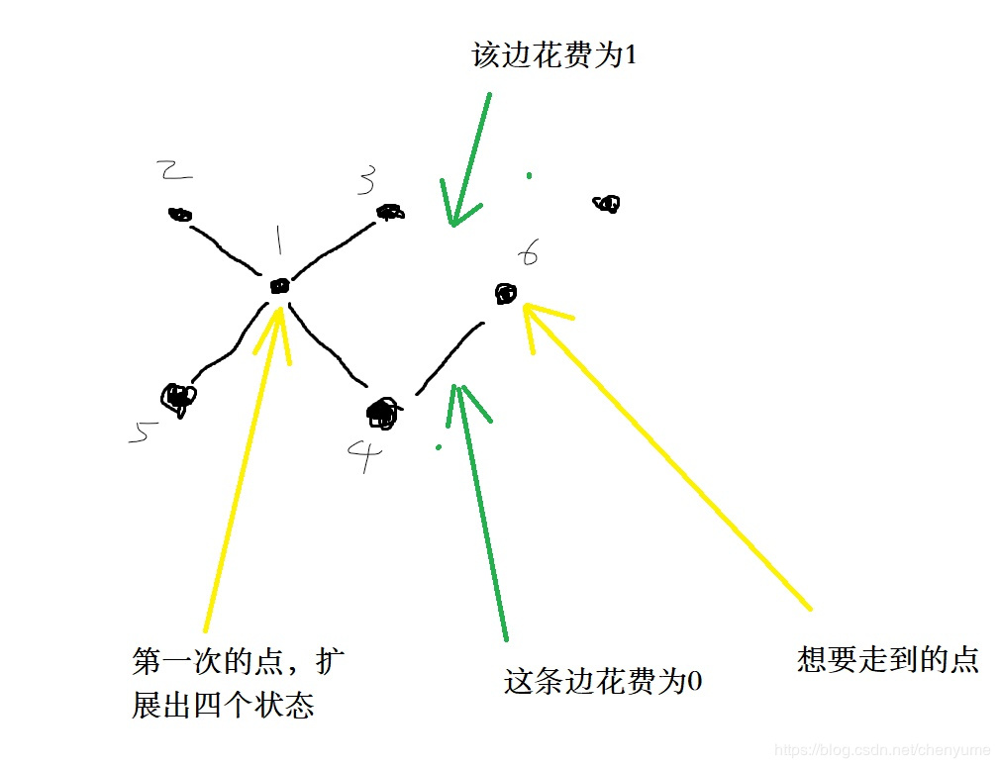 该边花费为1
2
3
1
6
5
4
第一次的点，扩
展出四个状态
这条边花费为0
想要走到的点
https://blog.csdn.net/chenyume